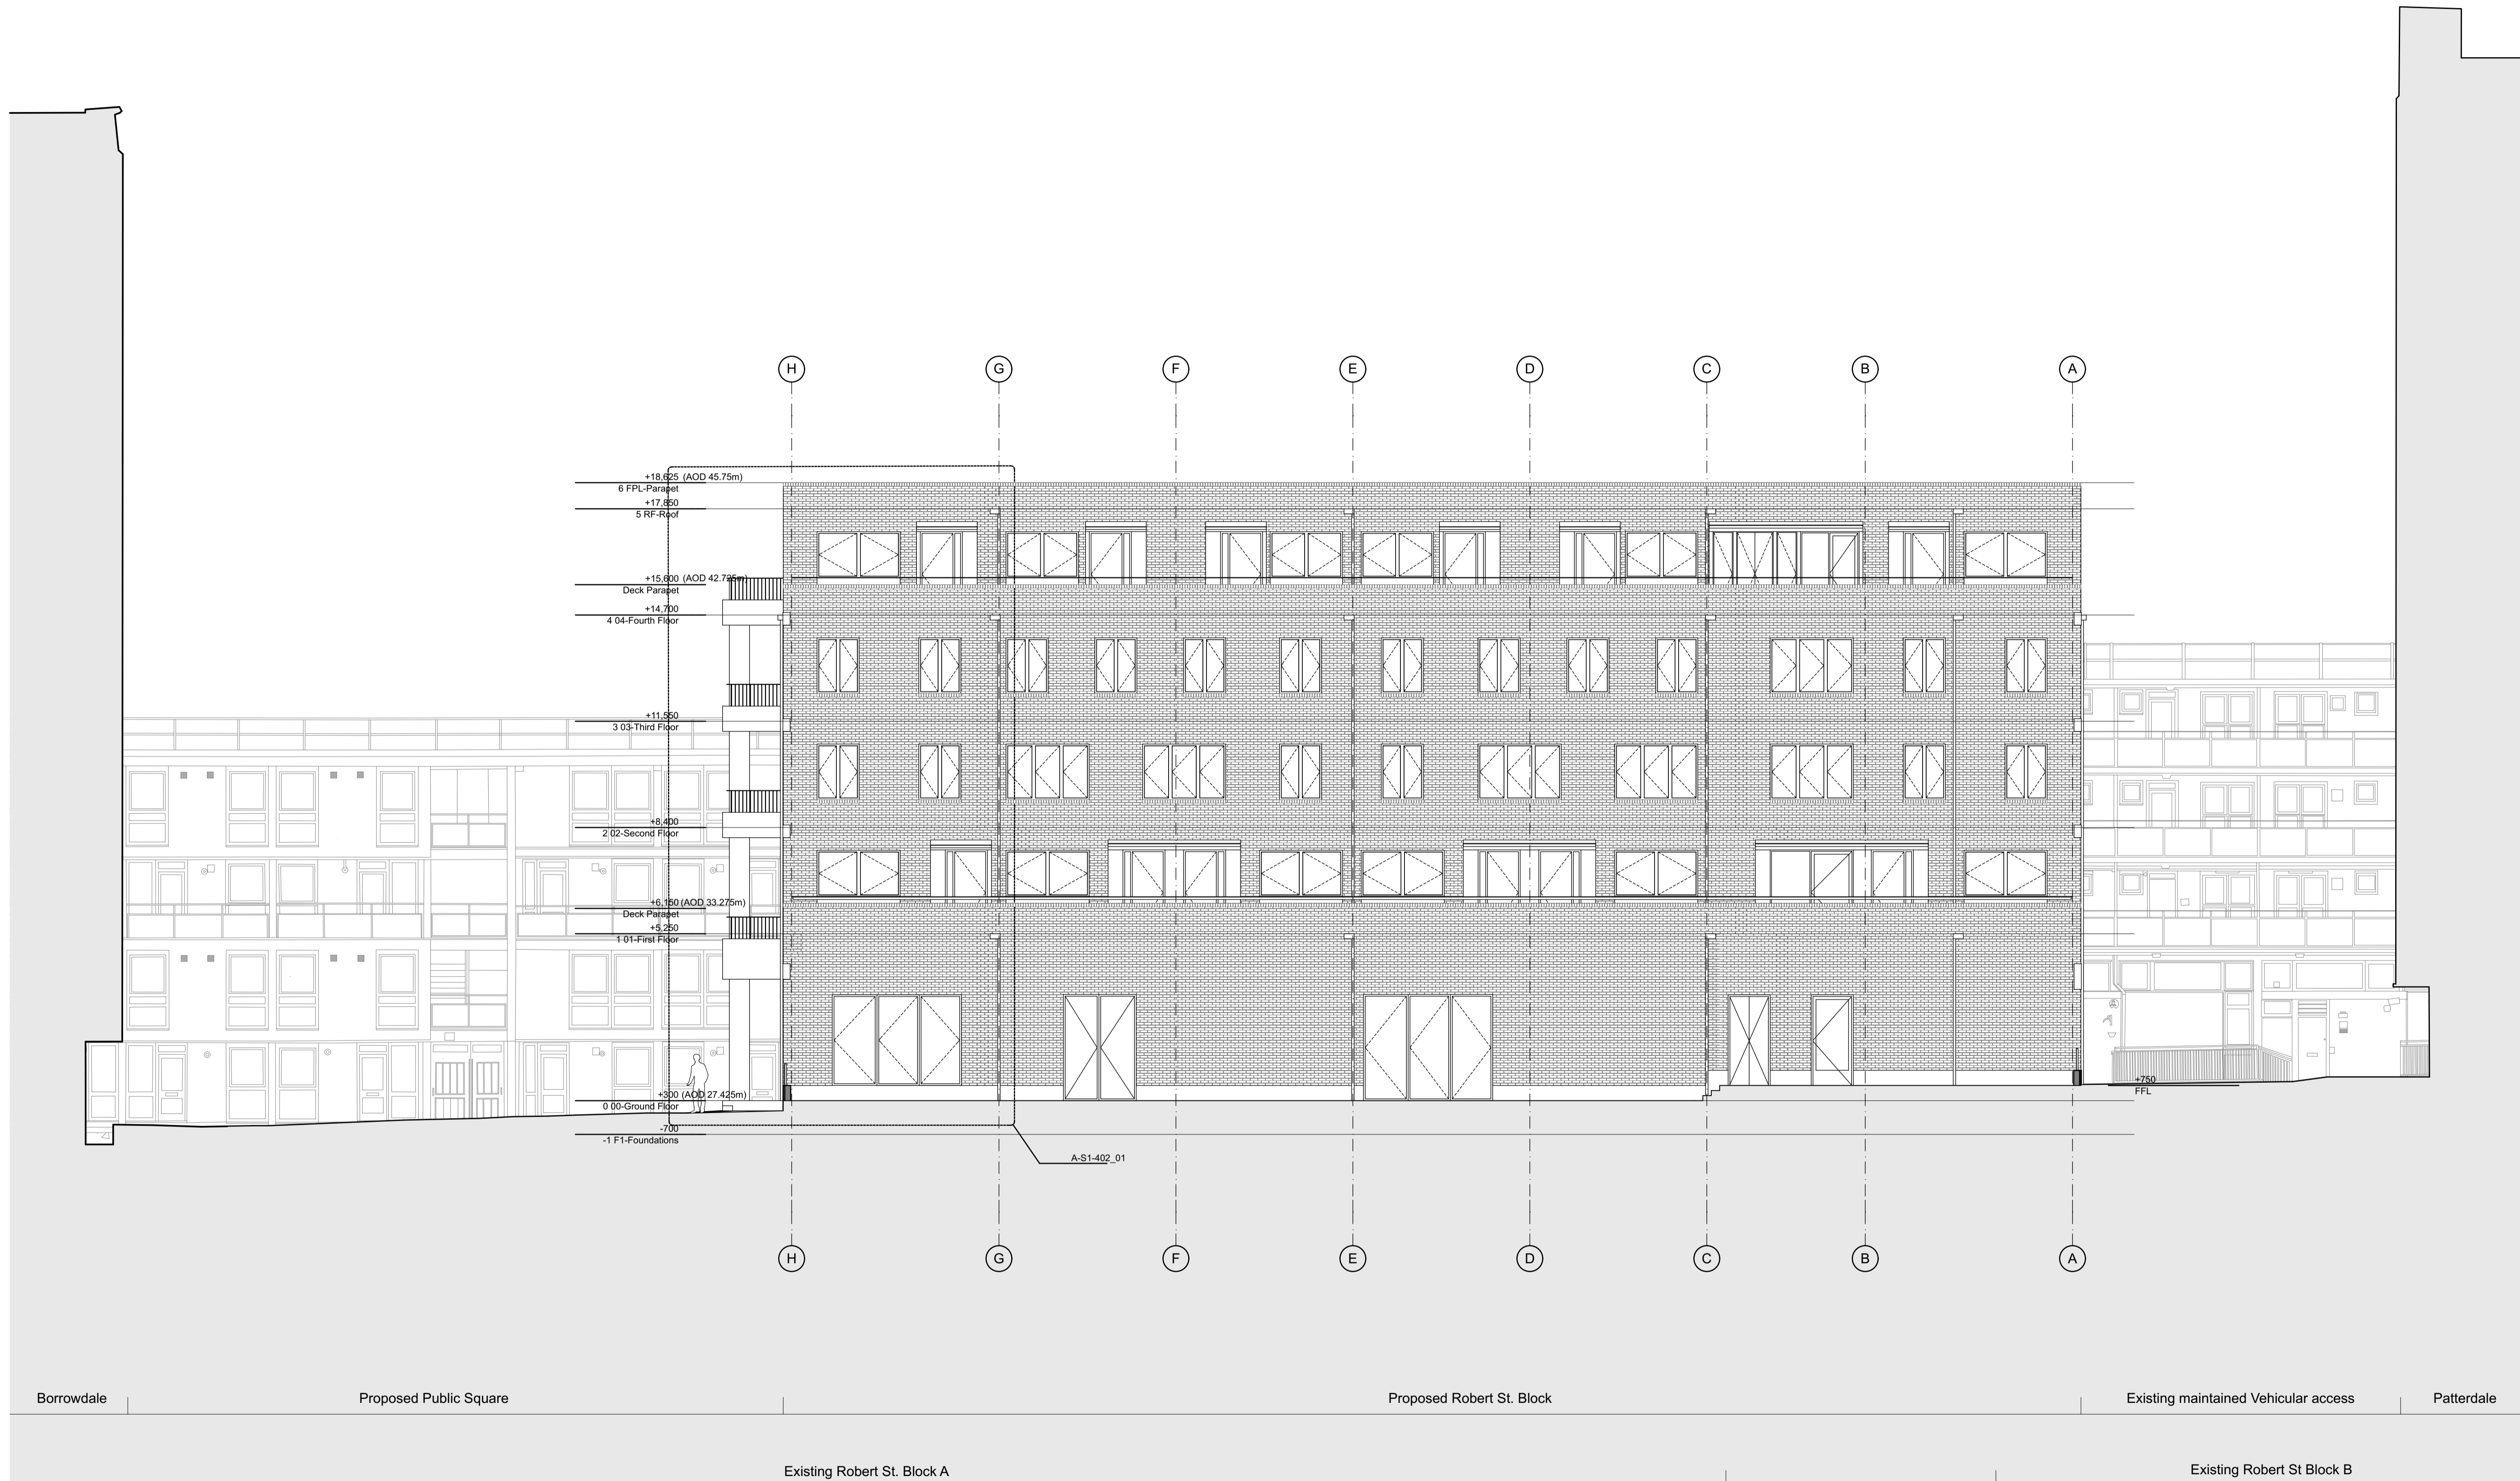 H G F E D C B A
+18,625 (AOD 45.75m)
6 FPL-Parapet
+17,850
5 RF-Roof
+15,600 (AOD 42.725m)
Deck Parapet
+14,700
4 04-Fourth Floor
+11,550
3 03-Third Floor
+8,400
2 02-Second Floor
+6,150 (AOD 33.275m)
Deck Parapet
+5,250
1 01-First Floor
+300 (AOD 27.425m)
0 00-Ground Floor
+750
FFL
-700
-1 F1-Foundations
A-S1-402_01
H G F E D C B A
Borrowdale Proposed Public Square Proposed Robert St. Block Existing maintained Vehicular access Patterdale
Existing Robert St. Block A Existing Robert St Block B